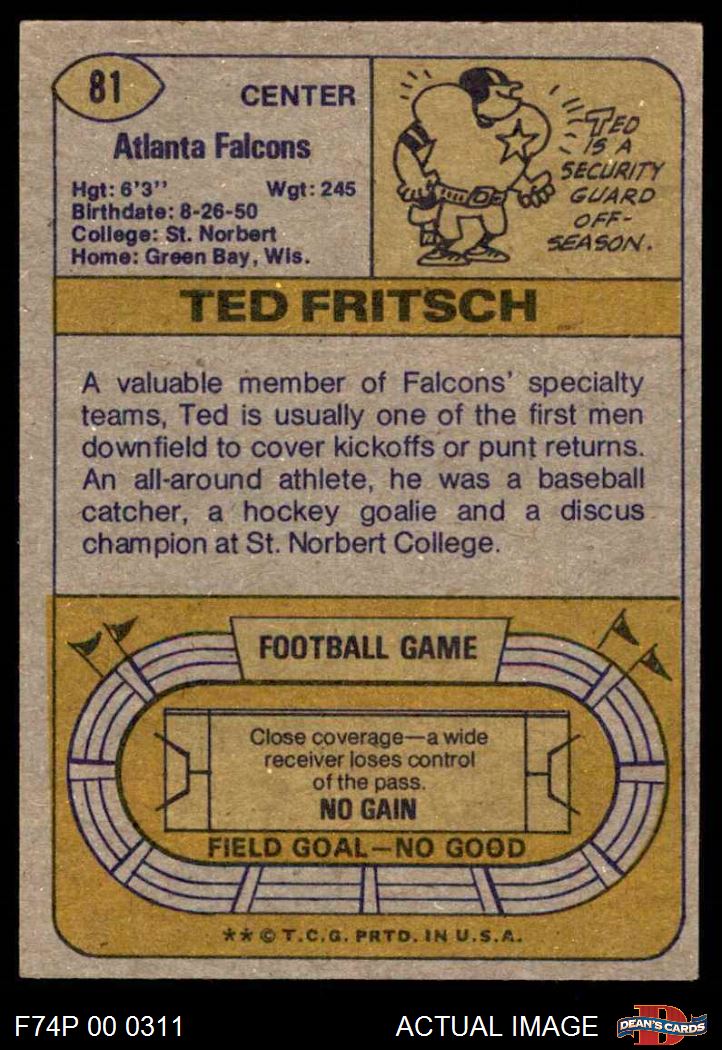 81
CENTER
Atlanta Falcons
Hgt: 6'3" Wgt: 245
Birthdate: 8-26-50
College: St. Norbert
Home: Green Bay, Wis.
TED
IS A
SECURITY
GUARD
OFF-
SEASON.
TED FRITSCH
A valuable member of Falcons' specialty
teams, Ted is usually one of the first men
downfield to cover kickoffs or punt returns.
An all-around athlete, he was a baseball
catcher, a hockey goalie and a discus
champion at St. Norbert College.
FOOTBALL GAME
Close coverage—a wide
receiver loses control
of the pass.
NO GAIN
FIELD GOAL—NO GOOD
** © T.C.G. PRTD. IN U.S.A.
F74P 00 0311
ACTUAL IMAGE
D
DEAN'S CARDS